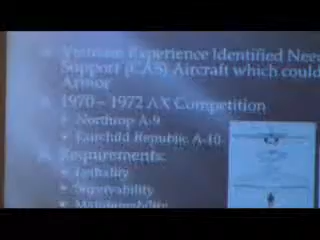 Vietnam Experience Identified Need
Support (CAS) Aircraft which could
Armor
1970 – 1972 AX Competition
Northrop A-9
Fairchild Republic A-10
Requirements:
Lethality
Survivability
Maintainability